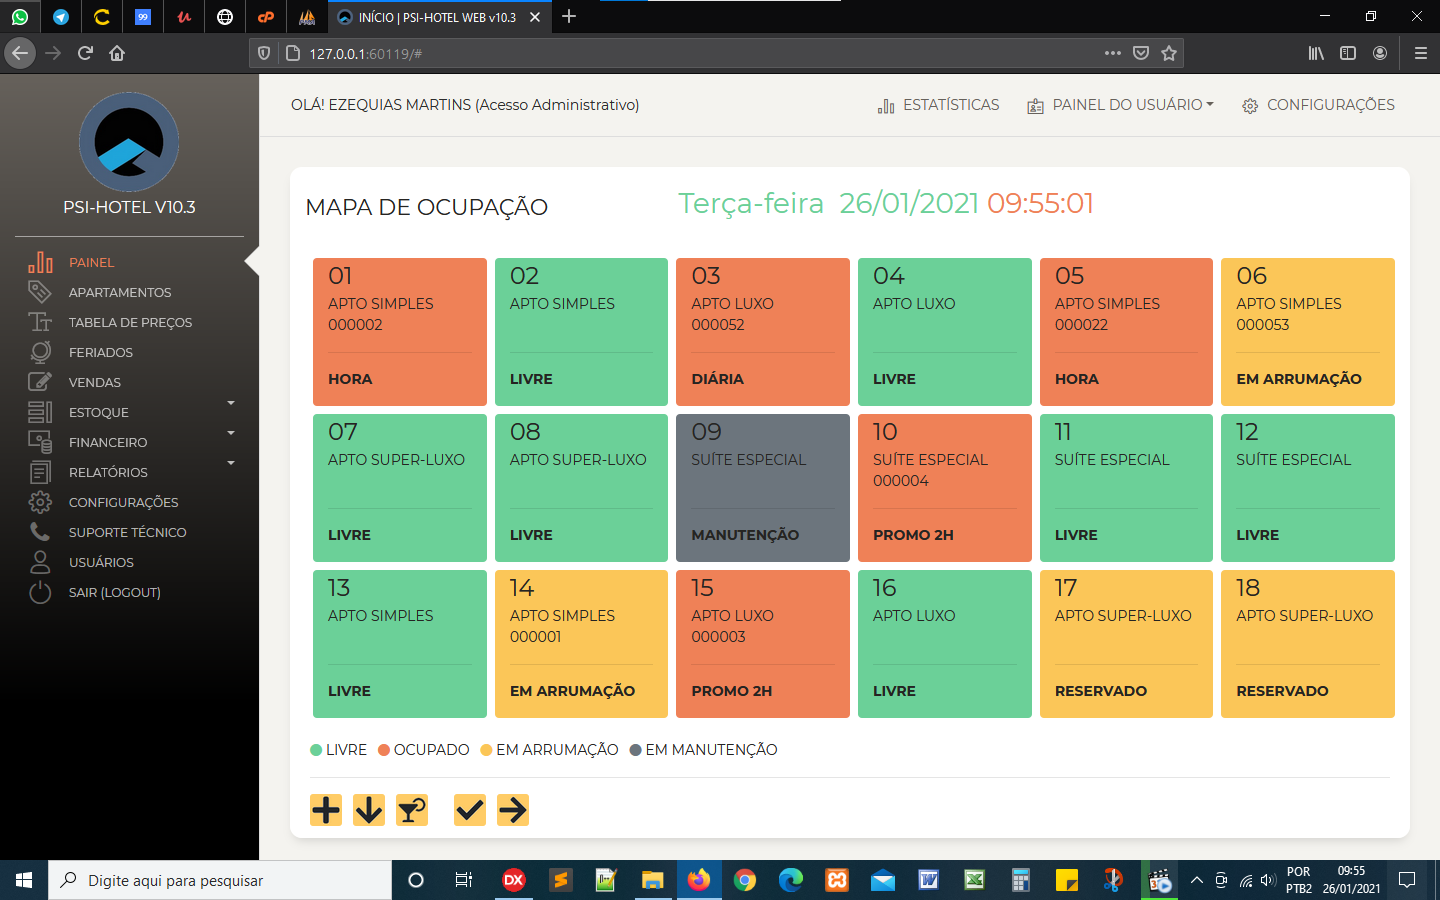 INÍCIO | PSI-HOTEL WEB v10.3
127.0.0.1:60119/#
PSI-HOTEL V10.3
PAINEL
APARTAMENTOS
TABELA DE PREÇOS
FERIADOS
VENDAS
ESTOQUE
FINANCEIRO
RELATÓRIOS
CONFIGURAÇÕES
SUPORTE TÉCNICO
USUÁRIOS
SAIR (LOGOUT)
OLÁ! EZEQUIAS MARTINS (Acesso Administrativo)
ESTATÍSTICAS
PAINEL DO USUÁRIO
CONFIGURAÇÕES
MAPA DE OCUPAÇÃO
Terça-feira 26/01/2021 09:55:01
01
APTO SIMPLES
000002
HORA
02
APTO SIMPLES
LIVRE
03
APTO LUXO
000052
DIÁRIA
04
APTO LUXO
LIVRE
05
APTO SIMPLES
000022
HORA
06
APTO SIMPLES
000053
EM ARRUMAÇÃO
07
APTO SUPER-LUXO
LIVRE
08
APTO SUPER-LUXO
LIVRE
09
SUÍTE ESPECIAL
MANUTENÇÃO
10
SUÍTE ESPECIAL
000004
PROMO 2H
11
SUÍTE ESPECIAL
LIVRE
12
SUÍTE ESPECIAL
LIVRE
13
APTO SIMPLES
LIVRE
14
APTO SIMPLES
000001
EM ARRUMAÇÃO
15
APTO LUXO
000003
PROMO 2H
16
APTO LUXO
LIVRE
17
APTO SUPER-LUXO
RESERVADO
18
APTO SUPER-LUXO
RESERVADO
LIVRE OCUPADO EM ARRUMAÇÃO EM MANUTENÇÃO
Digite aqui para pesquisar
DX
POR
PTB2
09:55
26/01/2021